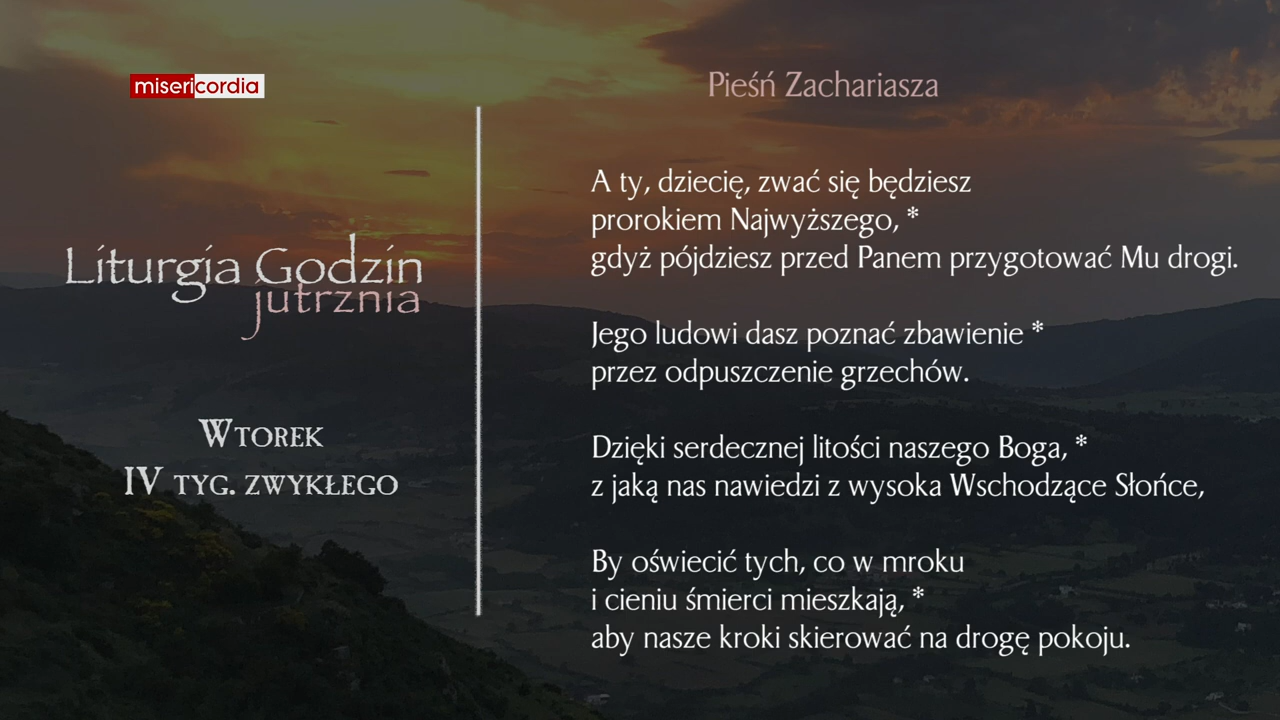 misericordia
Liturgia Godzin
jutrznia
Wtorek
IV tyg. zwykłego
Pieśń Zachariasza
A ty, dziecię, zwać się będziesz
prorokiem Najwyższego, *
gdyż pójdziesz przed Panem przygotować Mu drogi.
Jego ludowi dasz poznać zbawienie *
przez odpuszczenie grzechów.
Dzięki serdecznej litości naszego Boga, *
z jaką nas nawiedzi z wysoka Wschodzące Słońce,
By oświecić tych, co w mroku
i cieniu śmierci mieszkają, *
aby nasze kroki skierować na drogę pokoju.